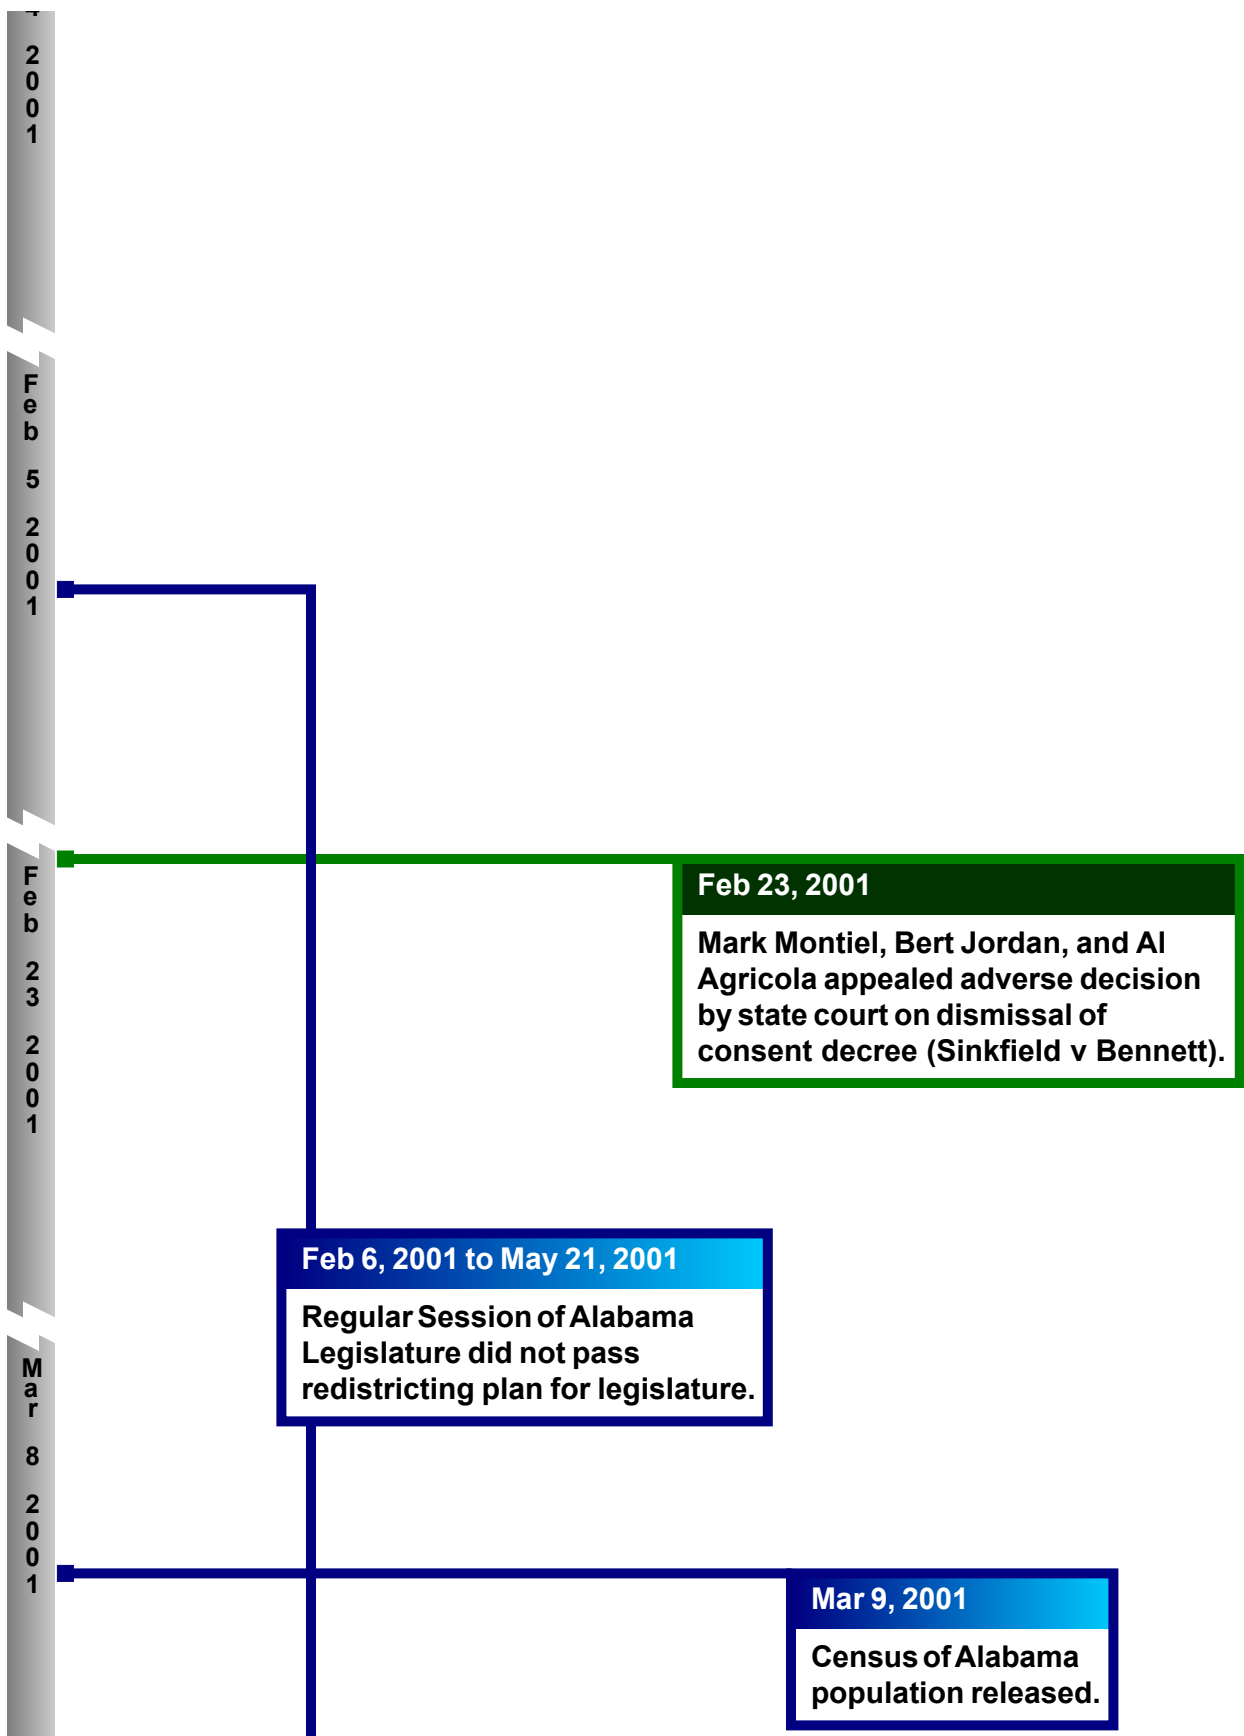 2001
Feb 5 2001
Feb 23 2001
Feb 23, 2001
Mark Montiel, Bert Jordan, and Al
Agricola appealed adverse decision
by state court on dismissal of
consent decree (Sinkfield v Bennett).
Feb 6, 2001 to May 21, 2001
Regular Session of Alabama
Legislature did not pass
redistricting plan for legislature.
Mar 8 2001
Mar 9, 2001
Census of Alabama
population released.